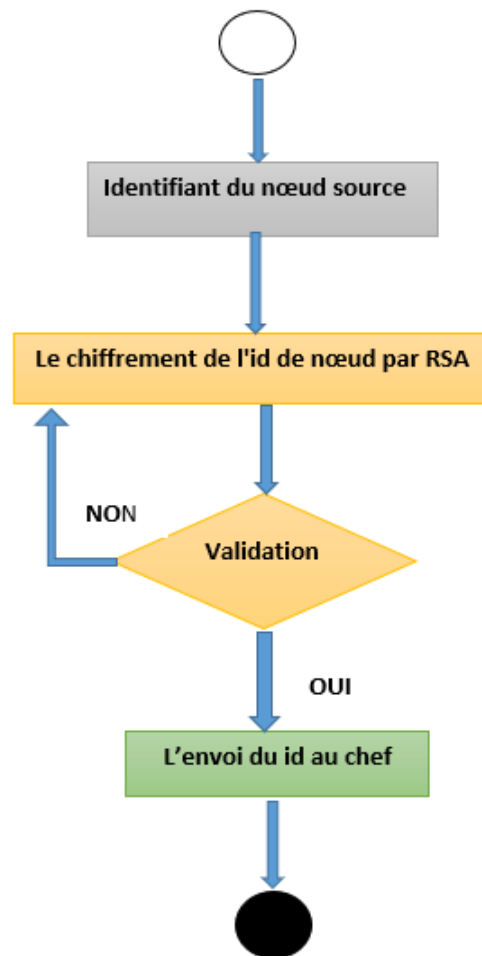 Identifiant du nœud source
Le chiffrement de l'id de nœud par RSA
NON
Validation
OUI
L'envoi du id au chef